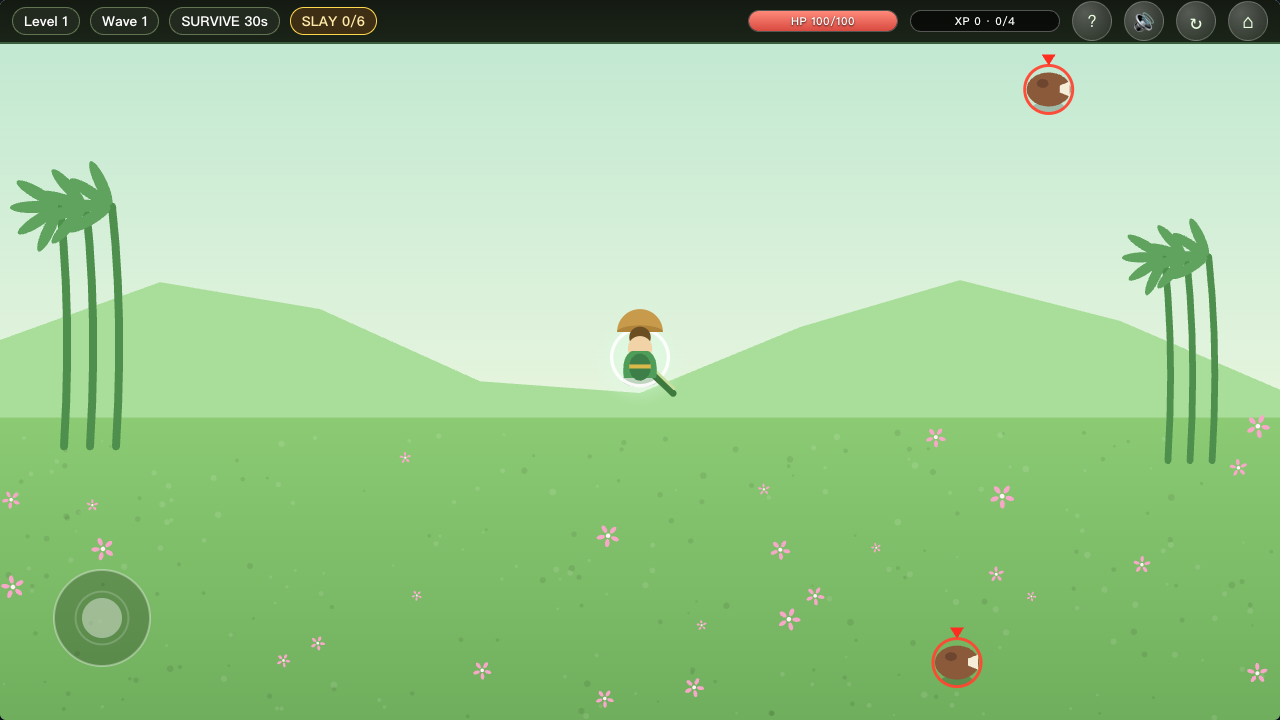 Level 1
Wave 1
SURVIVE 30s
SLAY 0/6
HP 100/100
XP 0 · 0/4
?